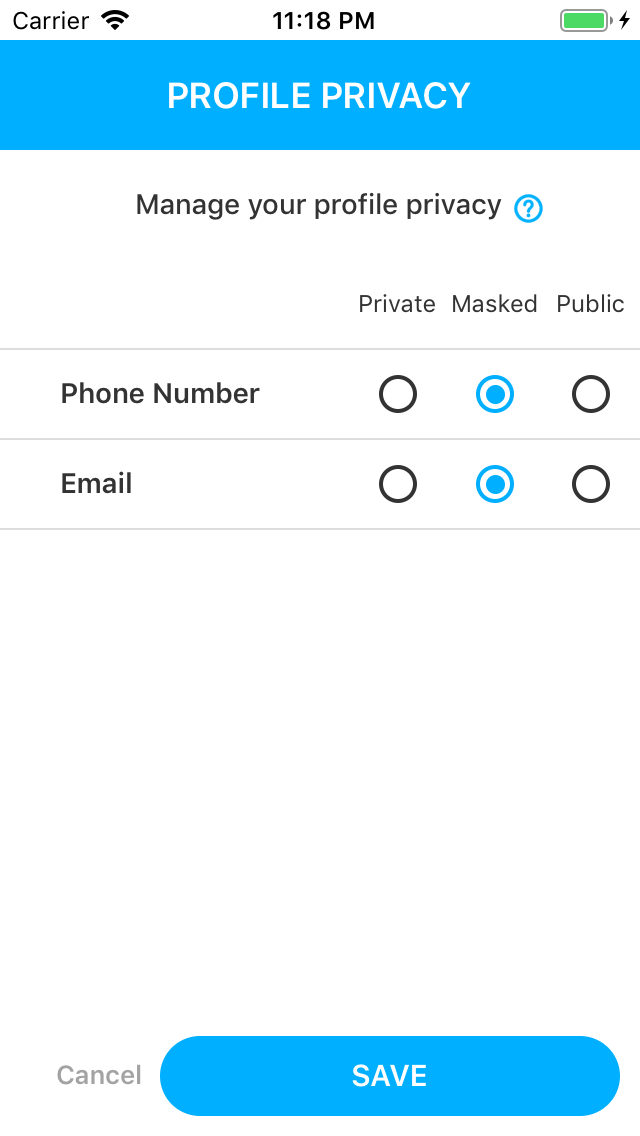 Carrier 11:18 PM
PROFILE PRIVACY
Manage your profile privacy ?
Private Masked Public
Phone Number
Email
Cancel SAVE